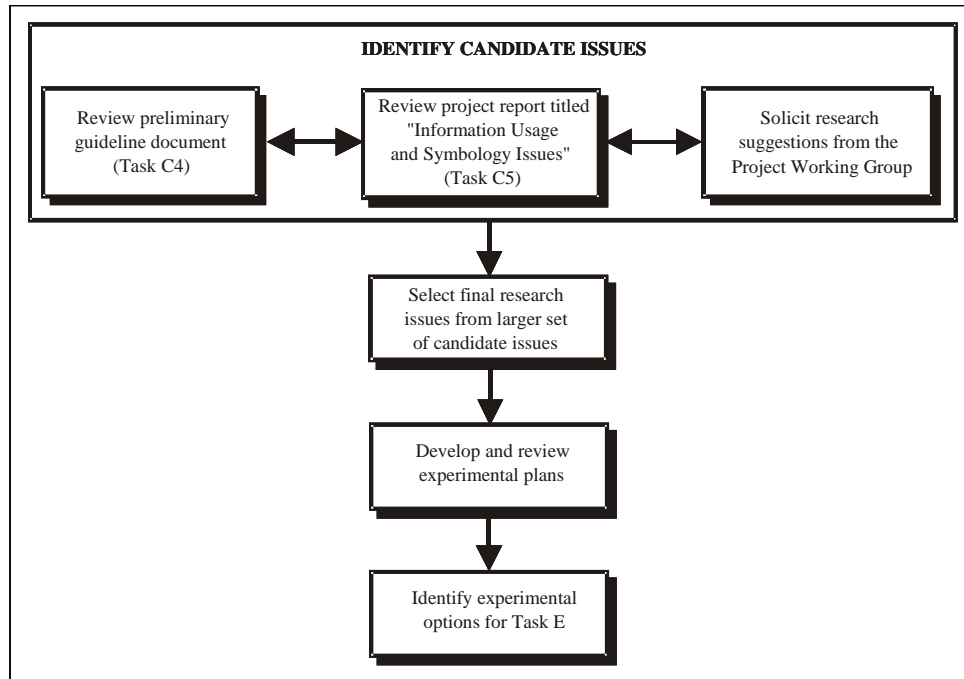 IDENTIFY CANDIDATE ISSUES
Review preliminary
guideline document
(Task C4)
Review project report titled
"Information Usage
and Symbology Issues"
(Task C5)
Solicit research
suggestions from the
Project Working Group
Select final research
issues from larger set
of candidate issues
Develop and review
experimental plans
Identify experimental
options for Task E